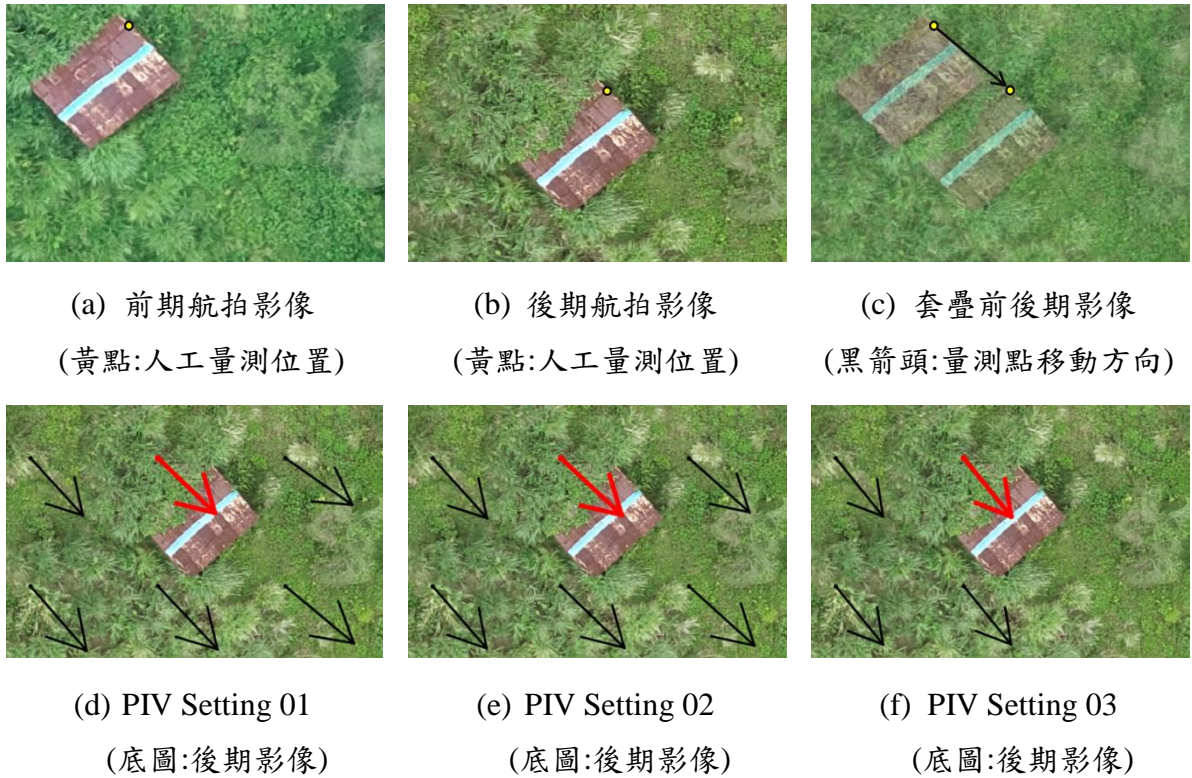 (a) 前期航拍影像
(黃點:人工量測位置)
(b) 後期航拍影像
(黃點:人工量測位置)
(c) 套疊前後期影像
(黑箭頭:量測點移動方向)
(d) PIV Setting 01
(底圖:後期影像)
(e) PIV Setting 02
(底圖:後期影像)
(f) PIV Setting 03
(底圖:後期影像)